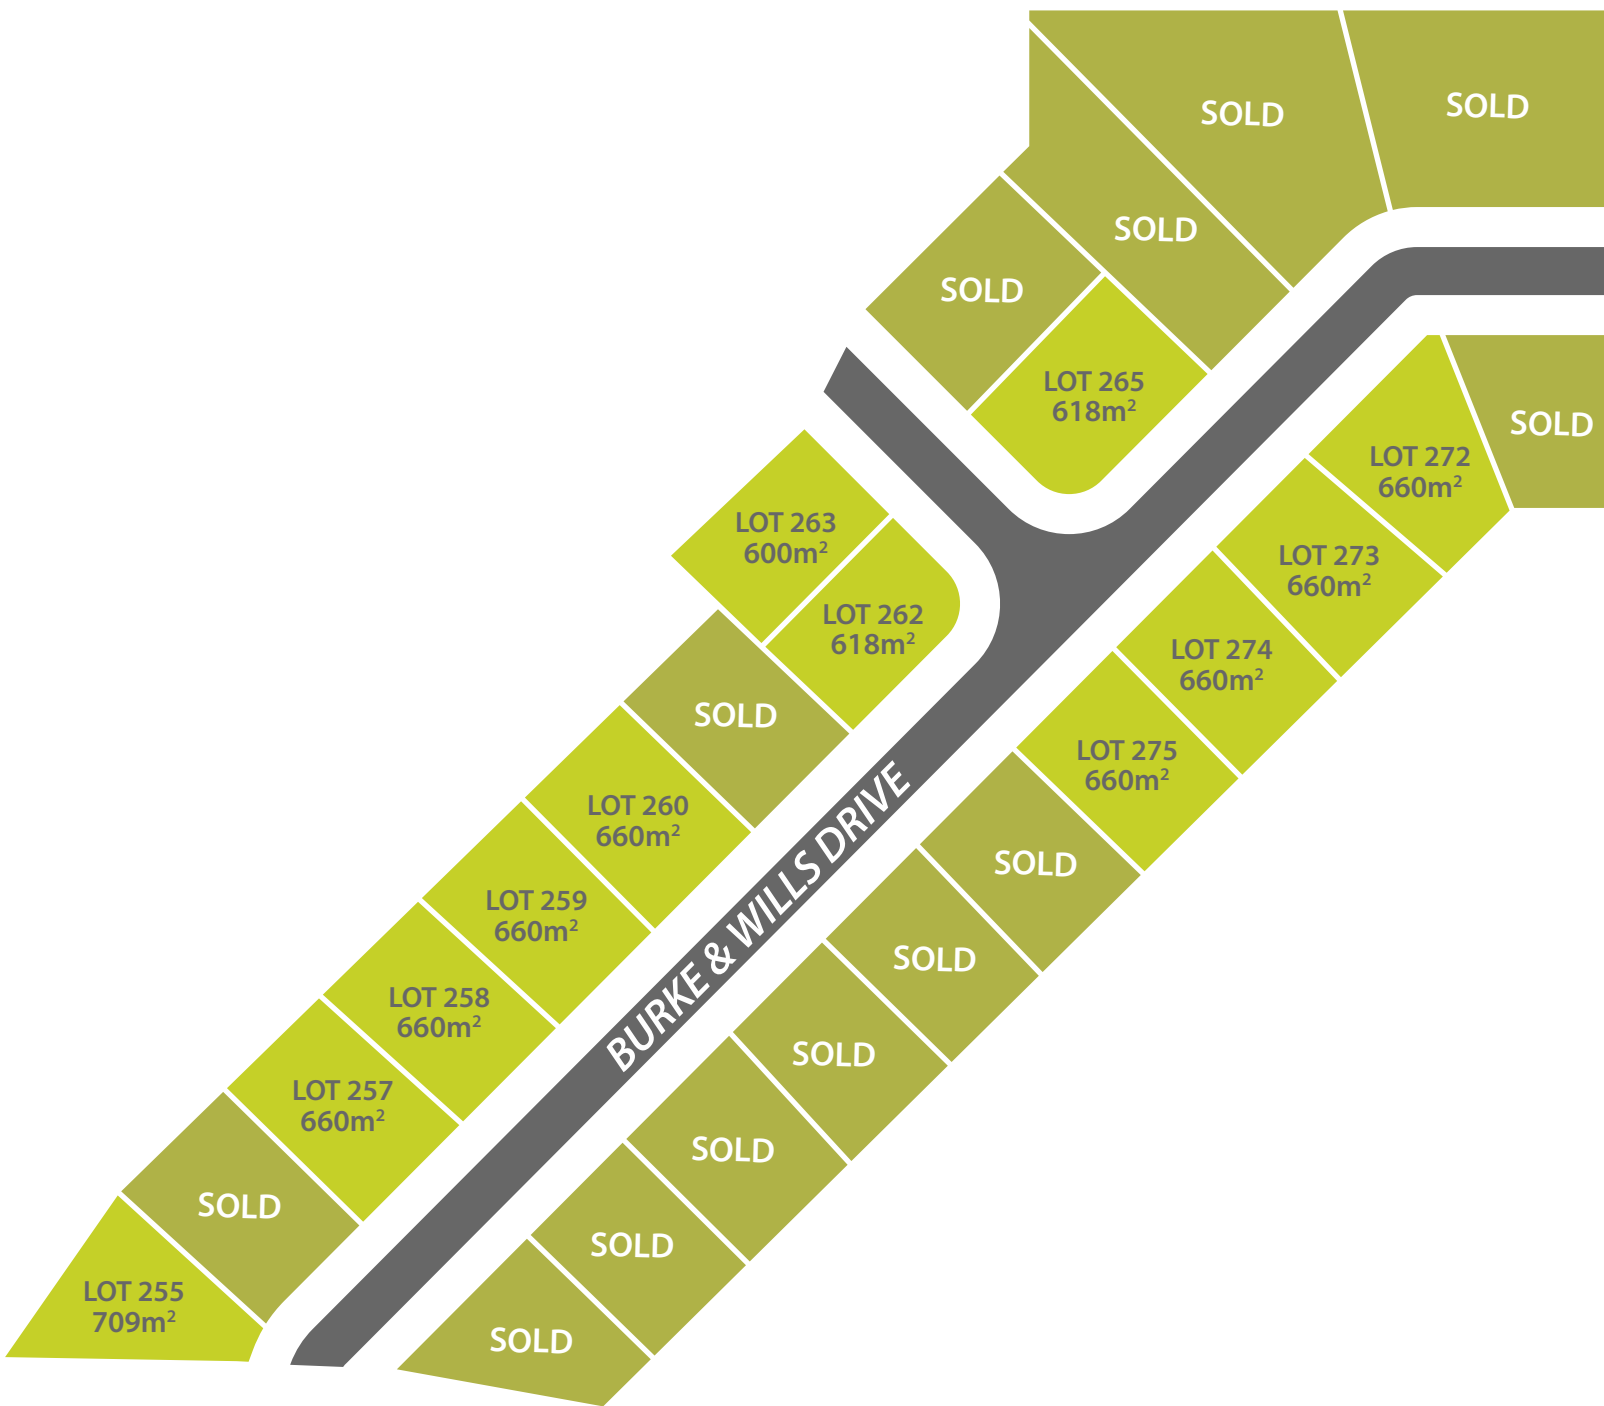 SOLD
SOLD
SOLD
SOLD
LOT 265
618m²
SOLD
LOT 272
660m²
LOT 263
600m²
LOT 273
660m²
LOT 262
618m²
LOT 274
660m²
SOLD
LOT 275
660m²
LOT 260
660m²
SOLD
LOT 259
660m²
BURKE & WILLS DRIVE
SOLD
LOT 258
660m²
SOLD
LOT 257
660m²
SOLD
SOLD
SOLD
LOT 255
709m²
SOLD